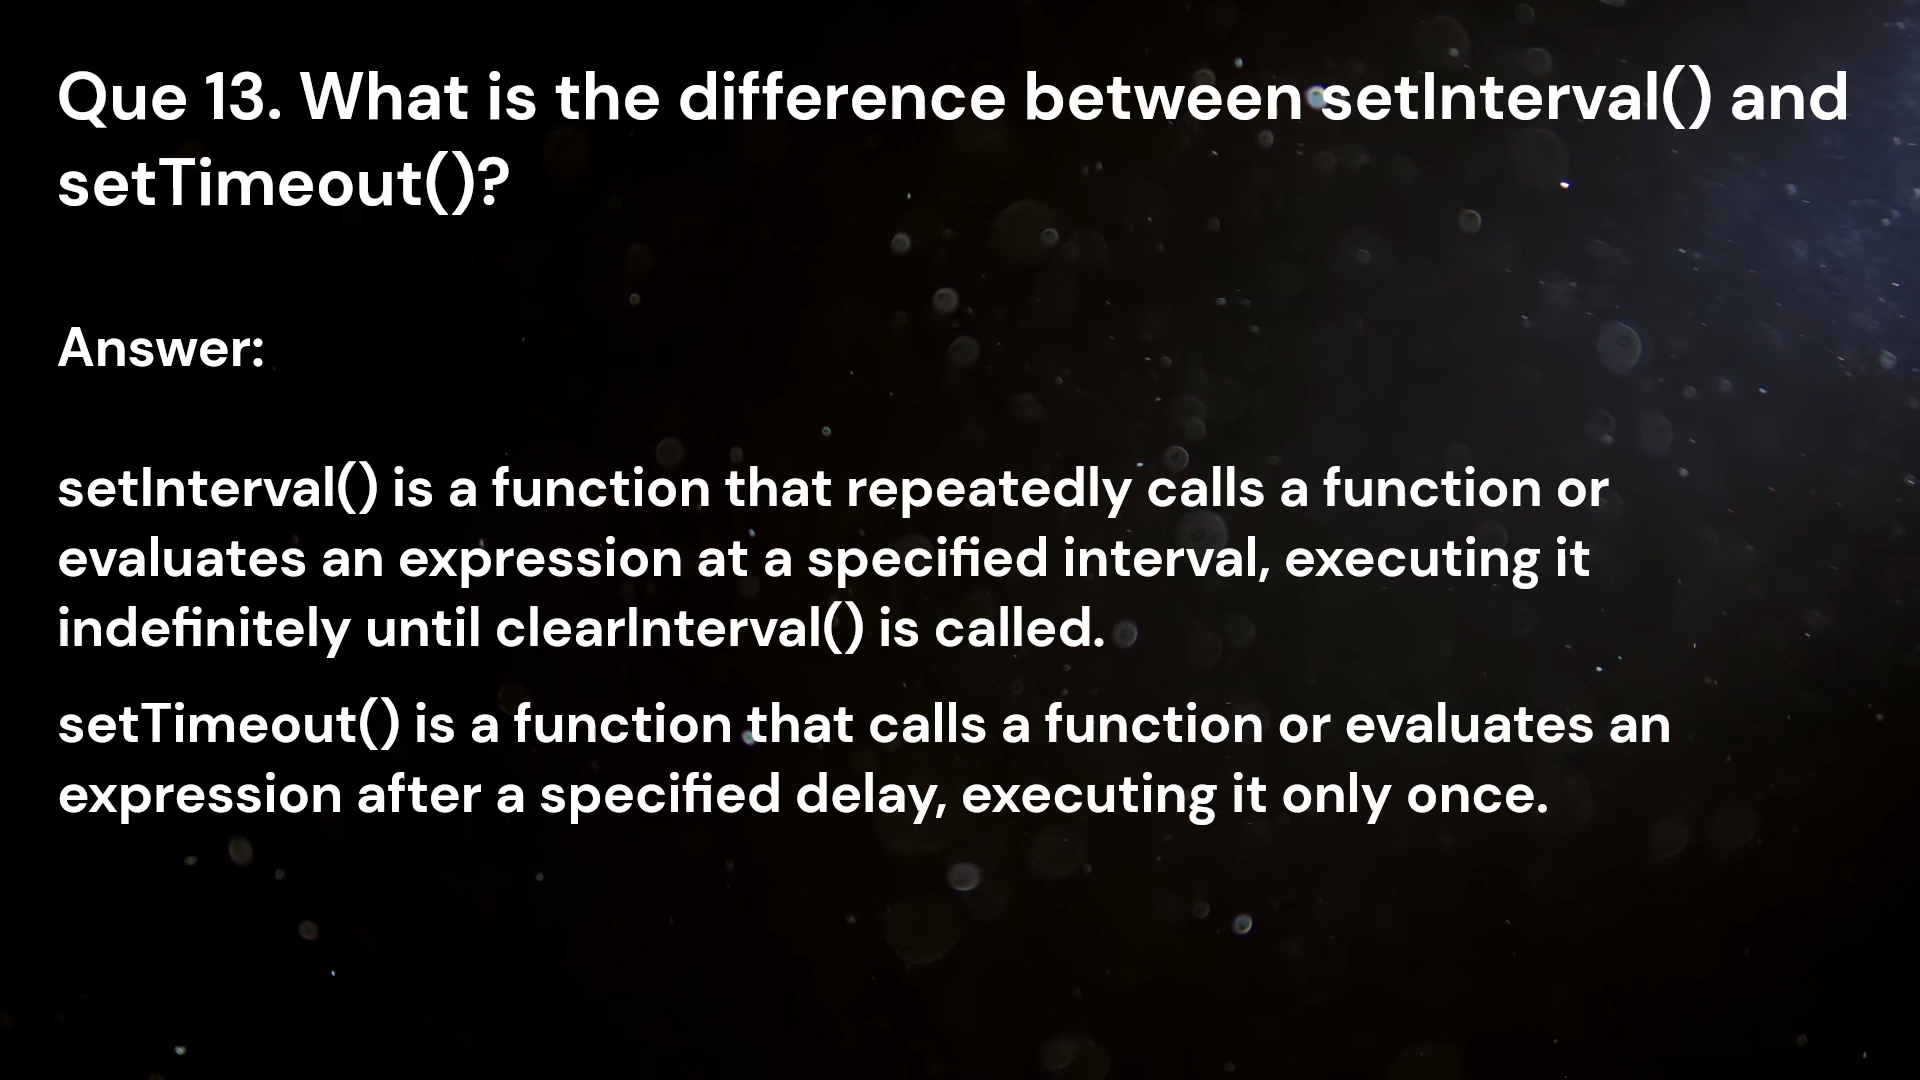 Que 13. What is the difference between setInterval() and
setTimeout()?
Answer:
setInterval() is a function that repeatedly calls a function or
evaluates an expression at a specified interval, executing it
indefinitely until clearInterval() is called.
setTimeout() is a function that calls a function or evaluates an
expression after a specified delay, executing it only once.